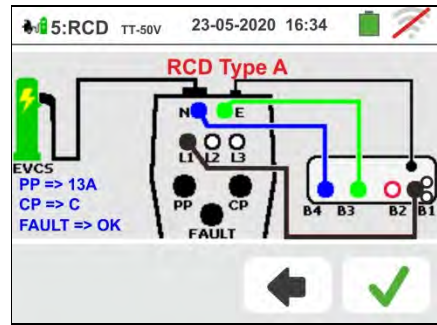 5:RCD TT-50V 23-05-2020 16:34
RCD Type A
N E
L1 L2 L3
EVCS
PP => 13A
CP => C
FAULT => OK
PP CP
FAULT
B4 B3 B2 B1